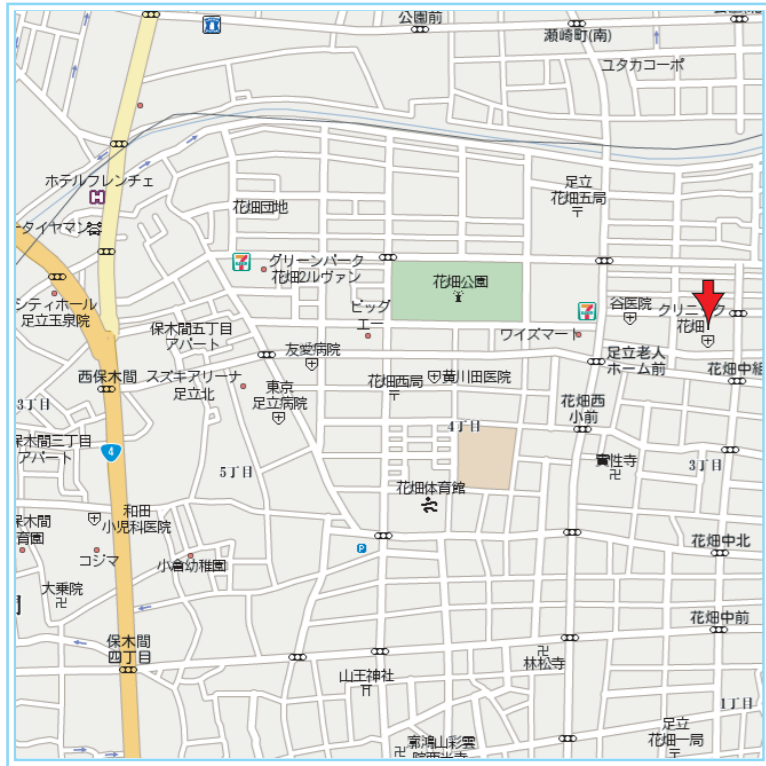 公園前
瀬崎町(南)
ユタカコーポ
ホテルフレンチェ
H
足立
花畑五局
〒
花畑団地
ータイヤマン
7
グリーンパーク
花畑2ルヴァン
花畑公園
シティホール
足立玉泉院
ビッグ
エー
7
谷医院
クリニック
花畑
保木間五丁目
アパート
ワイズマート
友愛病院
足立老人
ホーム前
花畑中組
西保木間
スズキアリーナ
足立北
東京
足立病院
花畑西局
〒
黄川田医院
3丁目
花畑西
小前
4丁目
保木間三丁目
アパート
4
5丁目
實性寺
卍
3丁目
花畑体育館
和田
小児科医院
保木間
育園
コジマ
P
小倉幼稚園
花畑中北
大乗院
卍
花畑中前
保木間
四丁目
卍
林松寺
山王神社
1丁目
足立
花畑一局
〒
卍